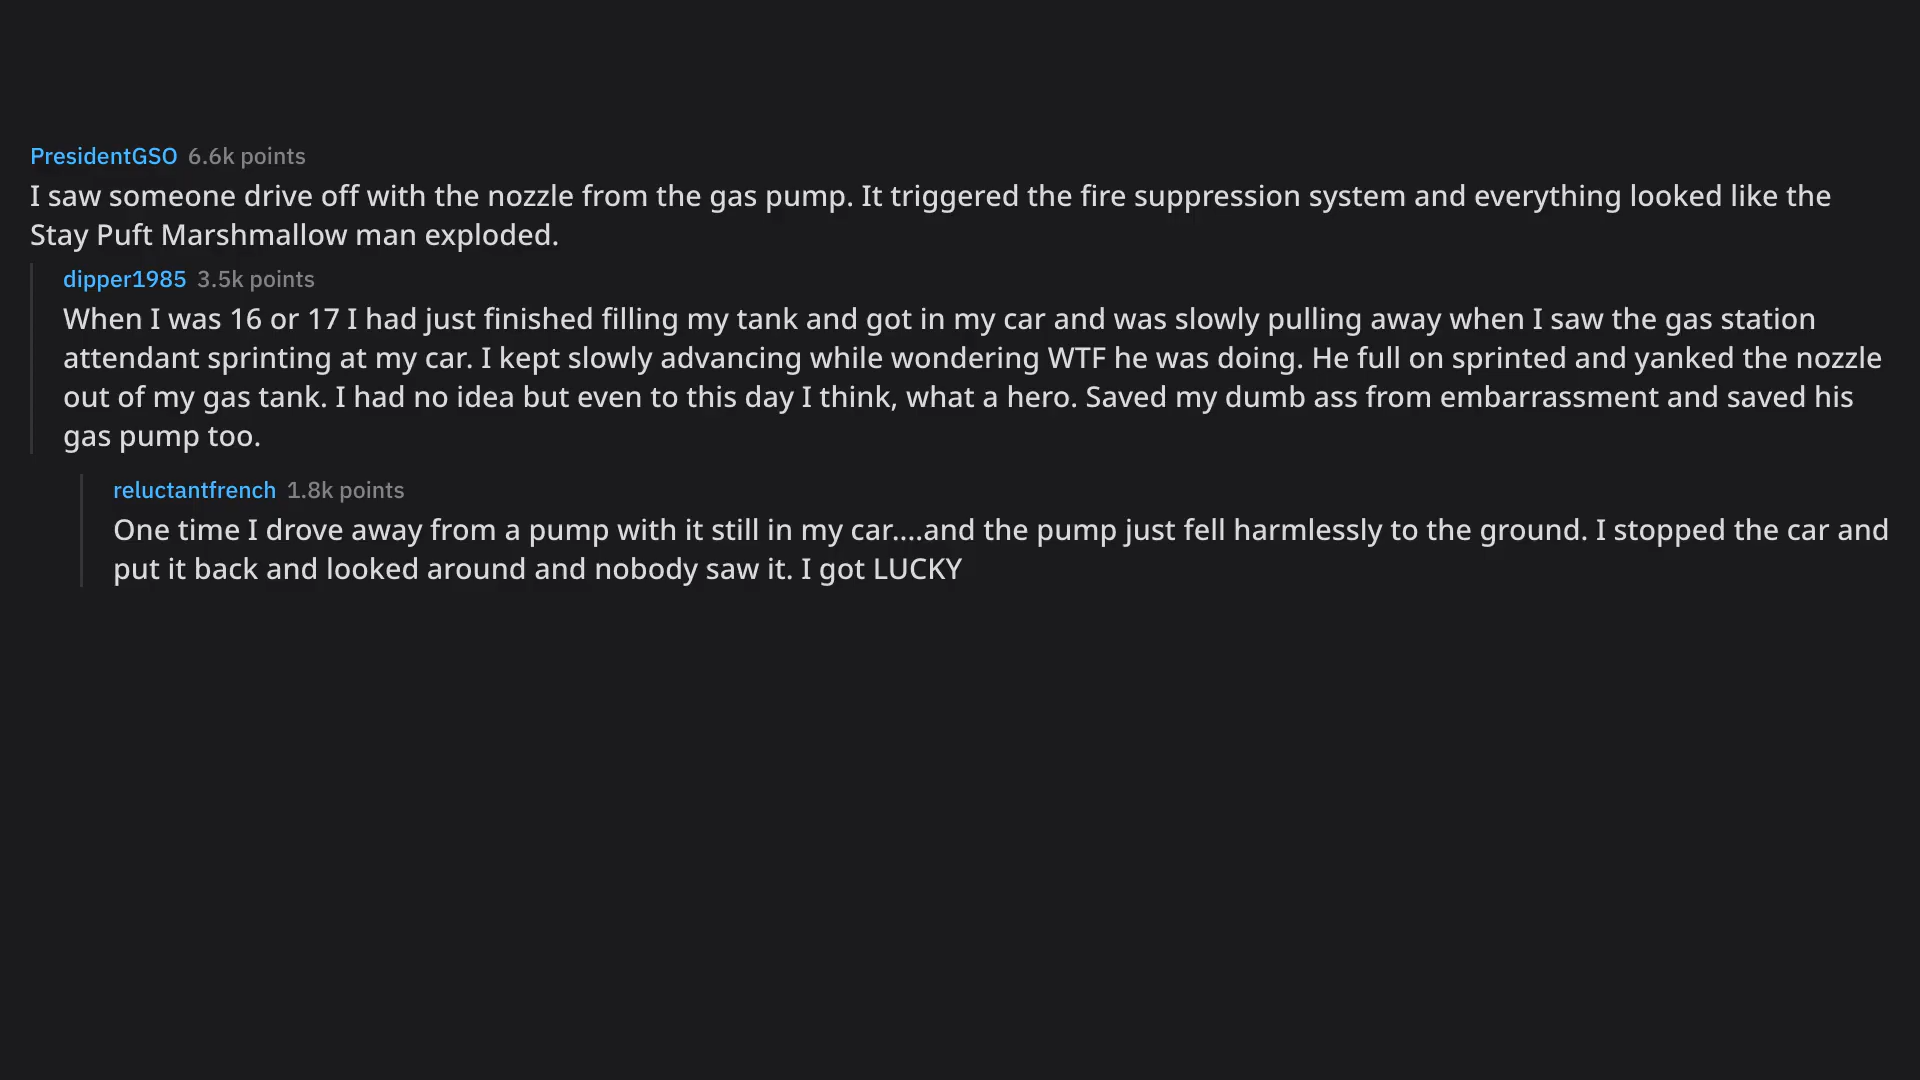 PresidentGSO 6.6k points
I saw someone drive off with the nozzle from the gas pump. It triggered the fire suppression system and everything looked like the
Stay Puft Marshmallow man exploded.
dipper1985 3.5k points
When I was 16 or 17 I had just finished filling my tank and got in my car and was slowly pulling away when I saw the gas station
attendant sprinting at my car. I kept slowly advancing while wondering WTF he was doing. He full on sprinted and yanked the nozzle
out of my gas tank. I had no idea but even to this day I think, what a hero. Saved my dumb ass from embarrassment and saved his
gas pump too.
reluctantfrench 1.8k points
One time I drove away from a pump with it still in my car....and the pump just fell harmlessly to the ground. I stopped the car and
put it back and looked around and nobody saw it. I got LUCKY